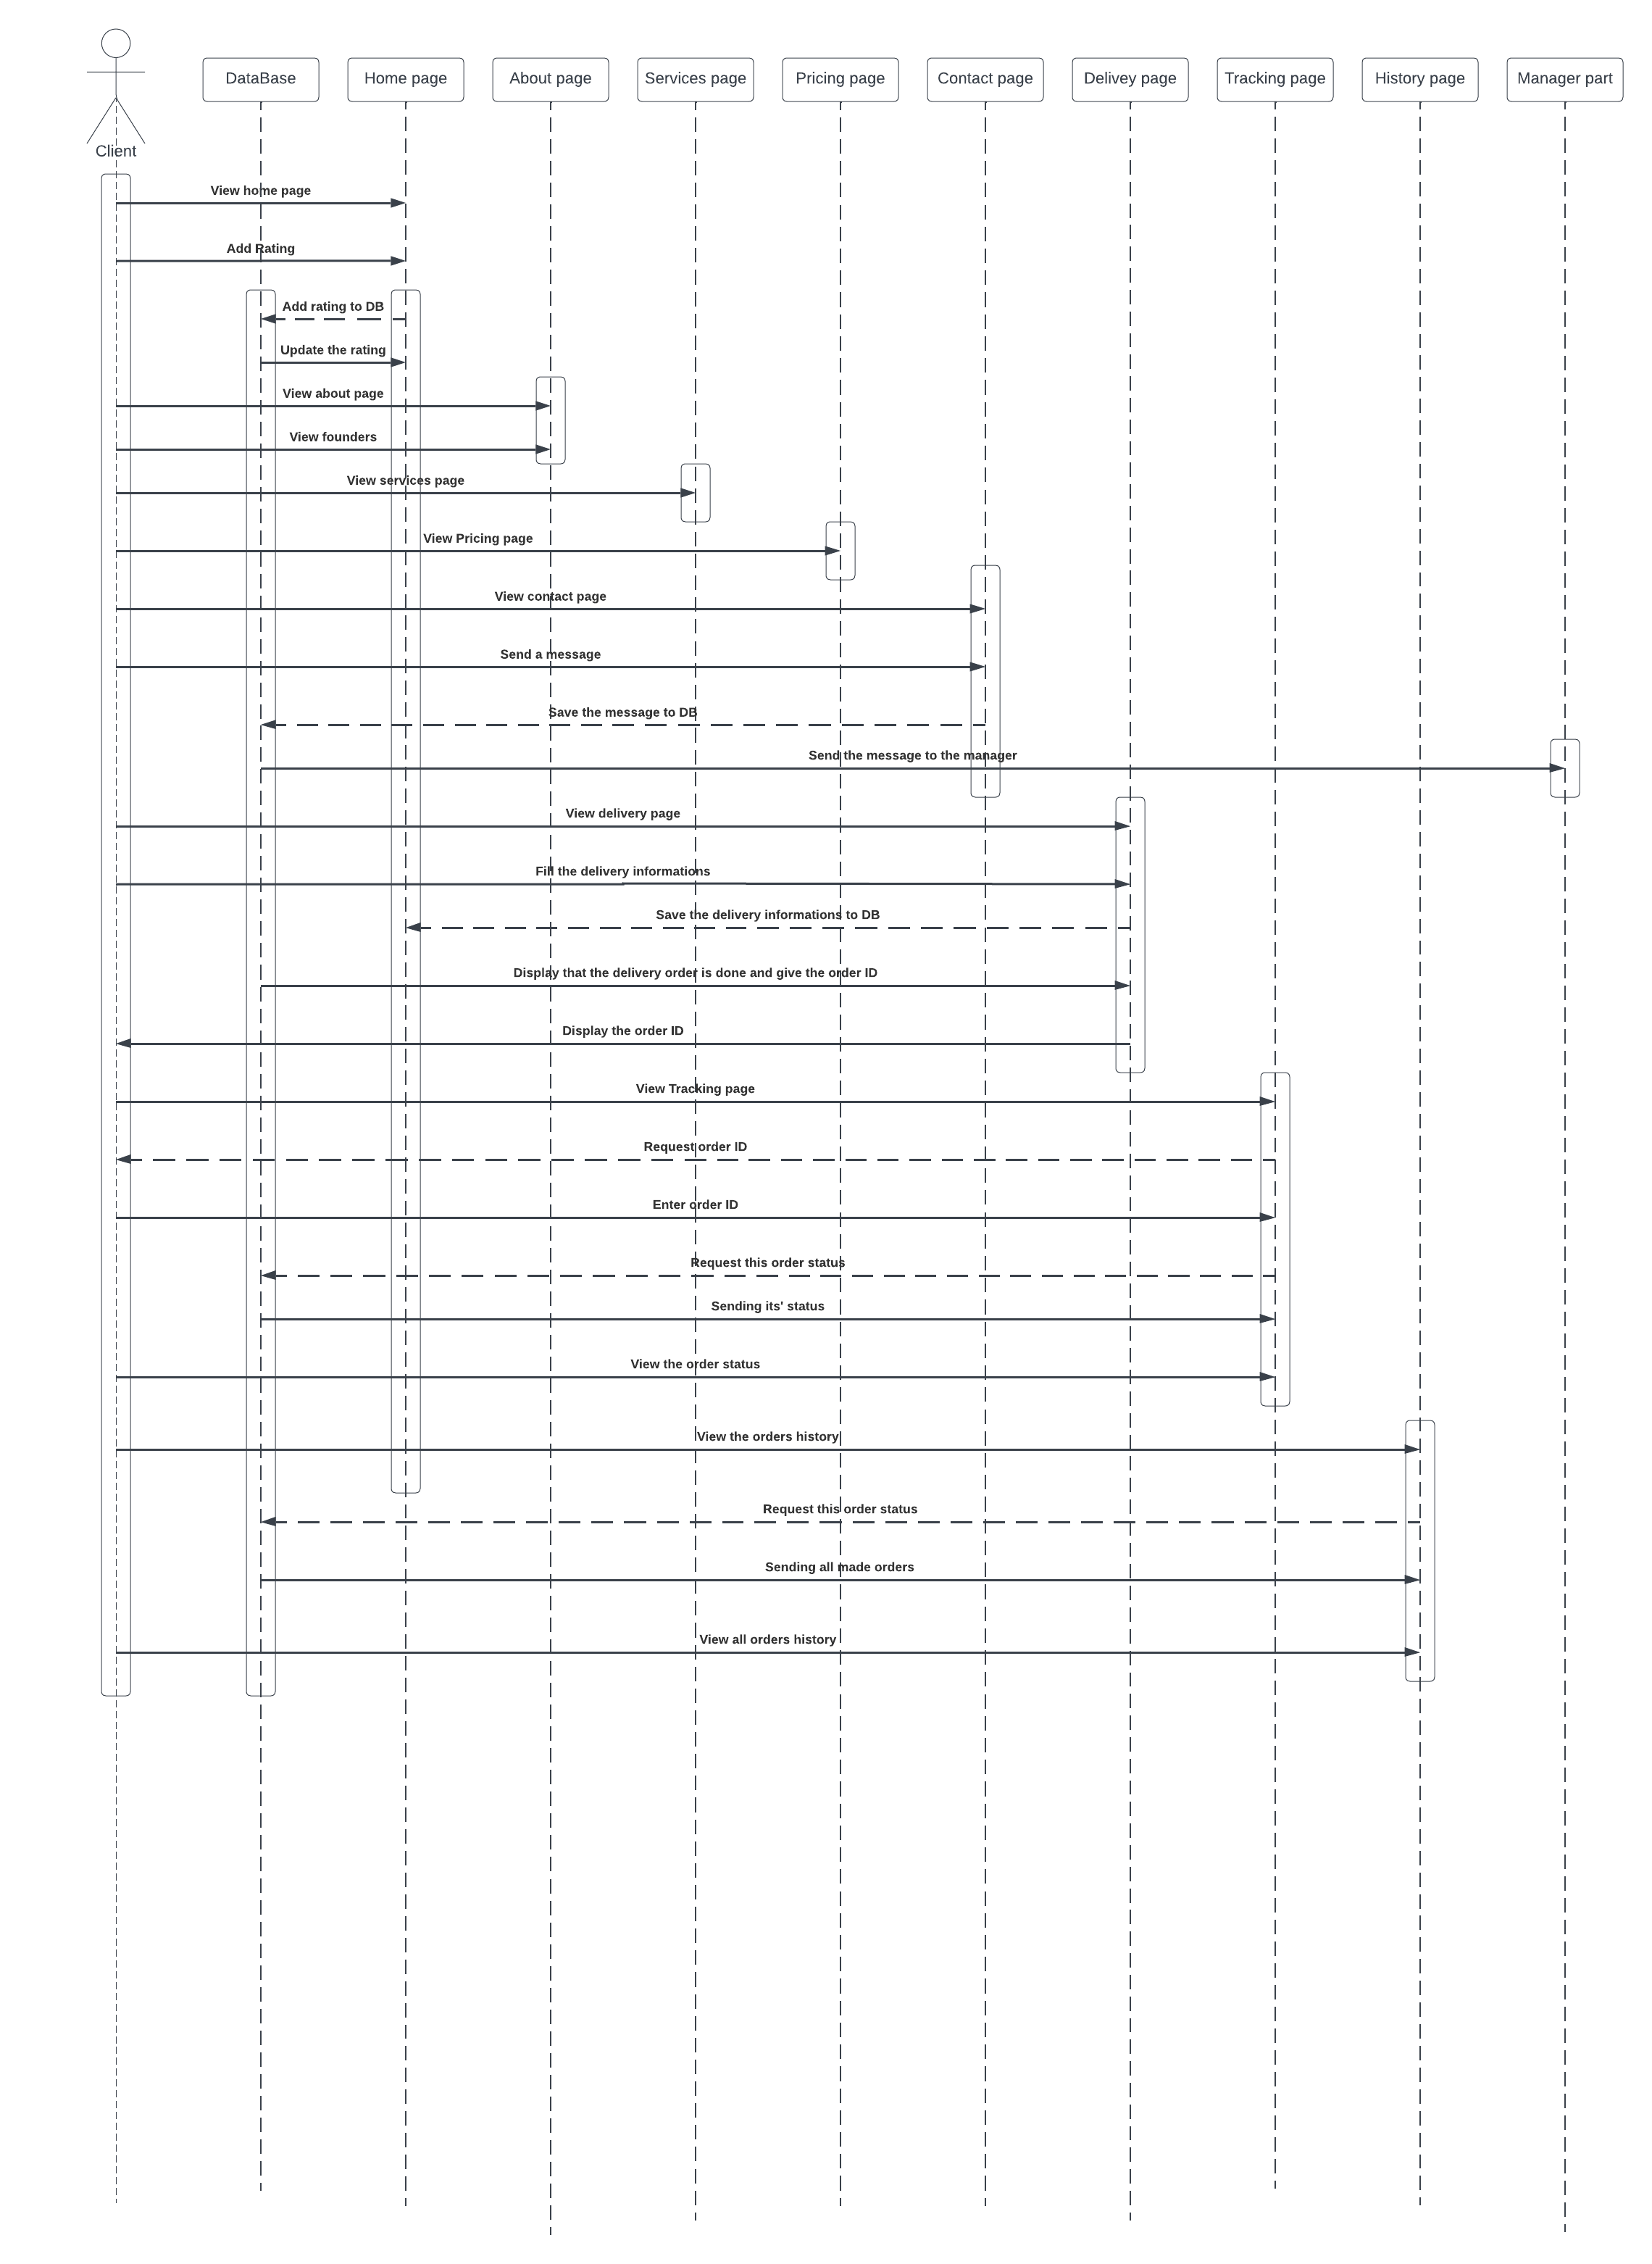 DataBase
Home page
About page
Services page
Pricing page
Contact page
Delivey page
Tracking page
History page
Manager part
Client
View home page
Add Rating
Add rating to DB
Update the rating
View about page
View founders
View services page
View Pricing page
View contact page
Send a message
Save the message to DB
Send the message to the manager
View delivery page
Fill the delivery informations
Save the delivery informations to DB
Display that the delivery order is done and give the order ID
Display the order ID
View Tracking page
Request order ID
Enter order ID
Request this order status
Sending its' status
View the order status
View the orders history
Request this order status
Sending all made orders
View all orders history